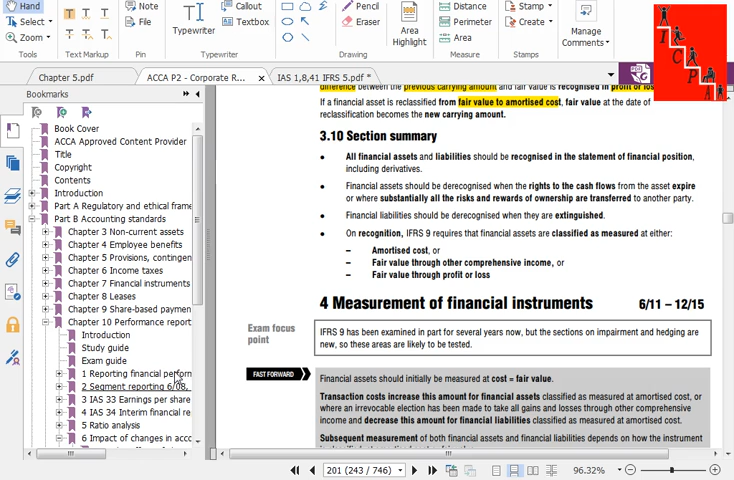 Hand
Select
Zoom
Tools
Text Markup
Note
File
Pin
Typewriter
Callout
Textbox
Typewriter
Drawing
Pencil
Eraser
Area
Highlight
Distance
Perimeter
Area
Measure
Stamp
Create
Stamp
Manage
Comments
I
C
P
A
Chapter 5.pdf
ACCA P2 - Corporate R...
IAS 1,8,41 IFRS 5.pdf *
Bookmarks
Book Cover
ACCA Approved Content Provider
Title
Copyright
Contents
Introduction
Part A Regulatory and ethical frame
Part B Accounting standards
Chapter 3 Non-current assets
Chapter 4 Employee benefits
Chapter 5 Provisions, contingen
Chapter 6 Income taxes
Chapter 7 Financial instruments
Chapter 8 Leases
Chapter 9 Share-based paymen
Chapter 10 Performance report
Introduction
Study guide
Exam guide
1 Reporting financial perform
2 Segment reporting 6/08,
3 IAS 33 Earnings per share
4 IAS 34 Interim financial re
5 Ratio analysis
6 Impact of changes in acco
difference between the previous carrying amount and fair value is recognised in profit or loss
If a financial asset is reclassified from fair value to amortised cost, fair value at the date of
reclassification becomes the new carrying amount.
3.10 Section summary
• All financial assets and liabilities should be recognised in the statement of financial position,
including derivatives.
• Financial assets should be derecognised when the rights to the cash flows from the asset expire
or where substantially all the risks and rewards of ownership are transferred to another party.
• Financial liabilities should be derecognised when they are extinguished.
• On recognition, IFRS 9 requires that financial assets are classified as measured at either:
– Amortised cost, or
– Fair value through other comprehensive income, or
– Fair value through profit or loss
4 Measurement of financial instruments 6/11 – 12/15
Exam focus
point
IFRS 9 has been examined in part for several years now, but the sections on impairment and hedging are
new, so these areas are likely to be tested.
FAST FORWARD
Financial assets should initially be measured at cost = fair value.
Transaction costs increase this amount for financial assets classified as measured at amortised cost, or
where an irrevocable election has been made to take all gains and losses through other comprehensive
income and decrease this amount for financial liabilities classified as measured at amortised cost.
Subsequent measurement of both financial assets and financial liabilities depends on how the instrument
201 (243 / 746)
96.32%